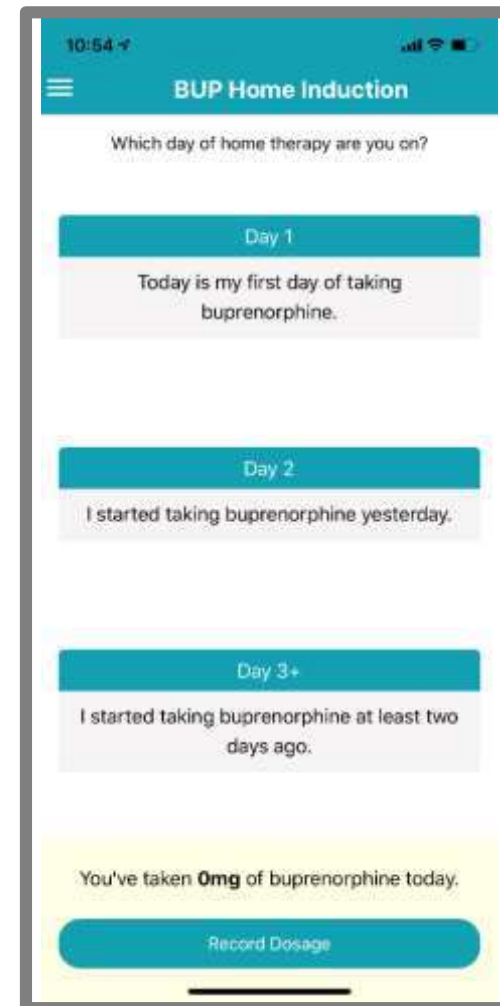 10:54
BUP Home Induction
Which day of home therapy are you on?
Day 1
Today is my first day of taking
buprenorphine.
Day 2
I started taking buprenorphine yesterday.
Day 3+
I started taking buprenorphine at least two
days ago.
You've taken 0mg of buprenorphine today.
Record Dosage